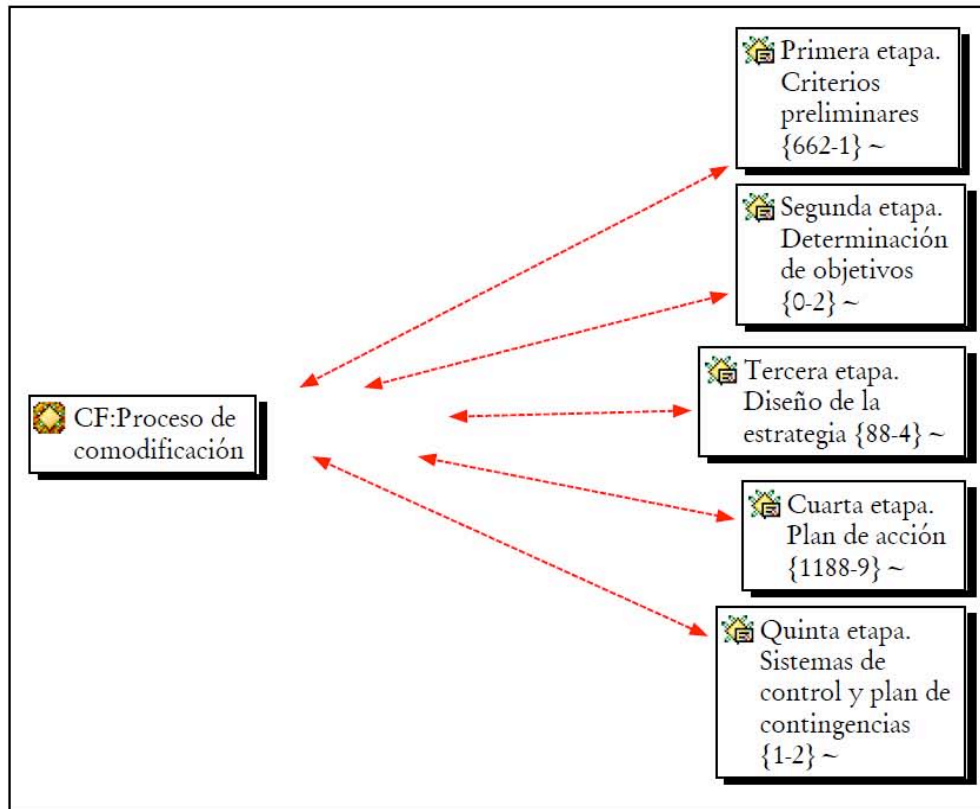 Primera etapa.
Criterios
preliminares
{662-1} ~
Segunda etapa.
Determinación
de objetivos
{0-2} ~
Tercera etapa.
Diseño de la
estrategia {88-4} ~
CF:Proceso de
comodificación
Cuarta etapa.
Plan de acción
{1188-9} ~
Quinta etapa.
Sistemas de
control y plan de
contingencias
{1-2} ~